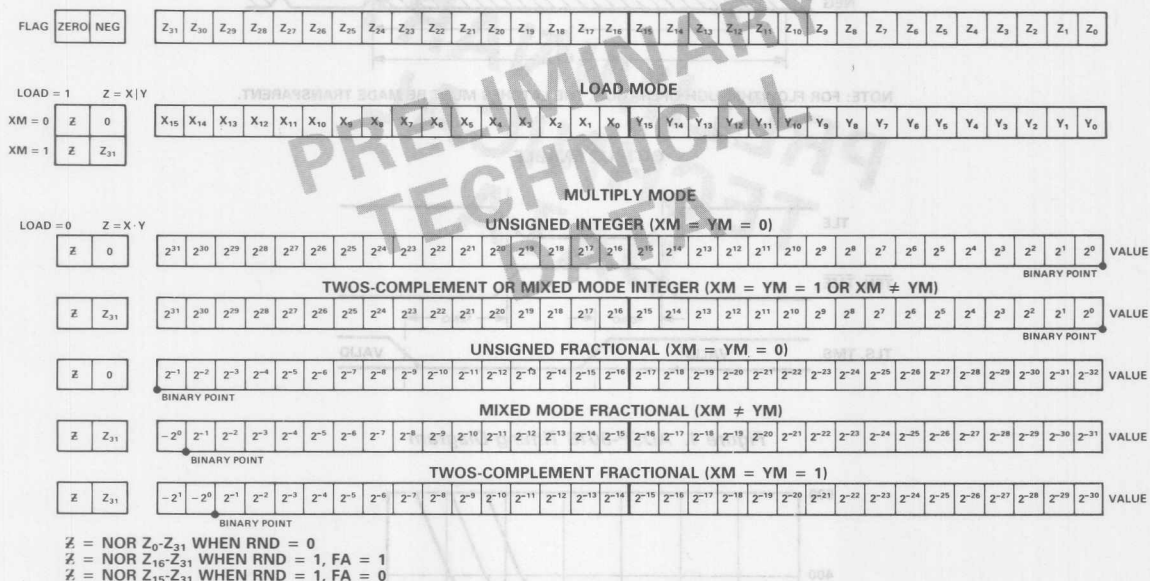 FLAG ZERO NEG Z31 Z30 Z29 Z28 Z27 Z26 Z25 Z24 Z23 Z22 Z21 Z20 Z19 Z18 Z17 Z16 Z15 Z14 Z13 Z12 Z11 Z10 Z9 Z8 Z7 Z6 Z5 Z4 Z3 Z2 Z1 Z0
PRELIMINARY
TECHNICAL
DATA
LOAD MODE
LOAD = 1 Z = X|Y
XM = 0 Ƶ 0 X15 X14 X13 X12 X11 X10 X9 X8 X7 X6 X5 X4 X3 X2 X1 X0 Y15 Y14 Y13 Y12 Y11 Y10 Y9 Y8 Y7 Y6 Y5 Y4 Y3 Y2 Y1 Y0
XM = 1 Ƶ Z31
MULTIPLY MODE
LOAD = 0 Z = X · Y
UNSIGNED INTEGER (XM = YM = 0)
Ƶ 0 2^31 2^30 2^29 2^28 2^27 2^26 2^25 2^24 2^23 2^22 2^21 2^20 2^19 2^18 2^17 2^16 2^15 2^14 2^13 2^12 2^11 2^10 2^9 2^8 2^7 2^6 2^5 2^4 2^3 2^2 2^1 2^0 VALUE
BINARY POINT
TWOS-COMPLEMENT OR MIXED MODE INTEGER (XM = YM = 1 OR XM ≠ YM)
Ƶ Z31 2^31 2^30 2^29 2^28 2^27 2^26 2^25 2^24 2^23 2^22 2^21 2^20 2^19 2^18 2^17 2^16 2^15 2^14 2^13 2^12 2^11 2^10 2^9 2^8 2^7 2^6 2^5 2^4 2^3 2^2 2^1 2^0 VALUE
BINARY POINT
UNSIGNED FRACTIONAL (XM = YM = 0)
Ƶ 0 2^-1 2^-2 2^-3 2^-4 2^-5 2^-6 2^-7 2^-8 2^-9 2^-10 2^-11 2^-12 2^-13 2^-14 2^-15 2^-16 2^-17 2^-18 2^-19 2^-20 2^-21 2^-22 2^-23 2^-24 2^-25 2^-26 2^-27 2^-28 2^-29 2^-30 2^-31 2^-32 VALUE
BINARY POINT
MIXED MODE FRACTIONAL (XM ≠ YM)
Ƶ Z31 -2^0 2^-1 2^-2 2^-3 2^-4 2^-5 2^-6 2^-7 2^-8 2^-9 2^-10 2^-11 2^-12 2^-13 2^-14 2^-15 2^-16 2^-17 2^-18 2^-19 2^-20 2^-21 2^-22 2^-23 2^-24 2^-25 2^-26 2^-27 2^-28 2^-29 2^-30 2^-31 VALUE
BINARY POINT
TWOS-COMPLEMENT FRACTIONAL (XM = YM = 1)
Ƶ Z31 -2^1 -2^0 2^-1 2^-2 2^-3 2^-4 2^-5 2^-6 2^-7 2^-8 2^-9 2^-10 2^-11 2^-12 2^-13 2^-14 2^-15 2^-16 2^-17 2^-18 2^-19 2^-20 2^-21 2^-22 2^-23 2^-24 2^-25 2^-26 2^-27 2^-28 2^-29 2^-30 VALUE
BINARY POINT
Ƶ = NOR Z0-Z31 WHEN RND = 0
Ƶ = NOR Z16-Z31 WHEN RND = 1, FA = 1
Ƶ = NOR Z15-Z31 WHEN RND = 1, FA = 0